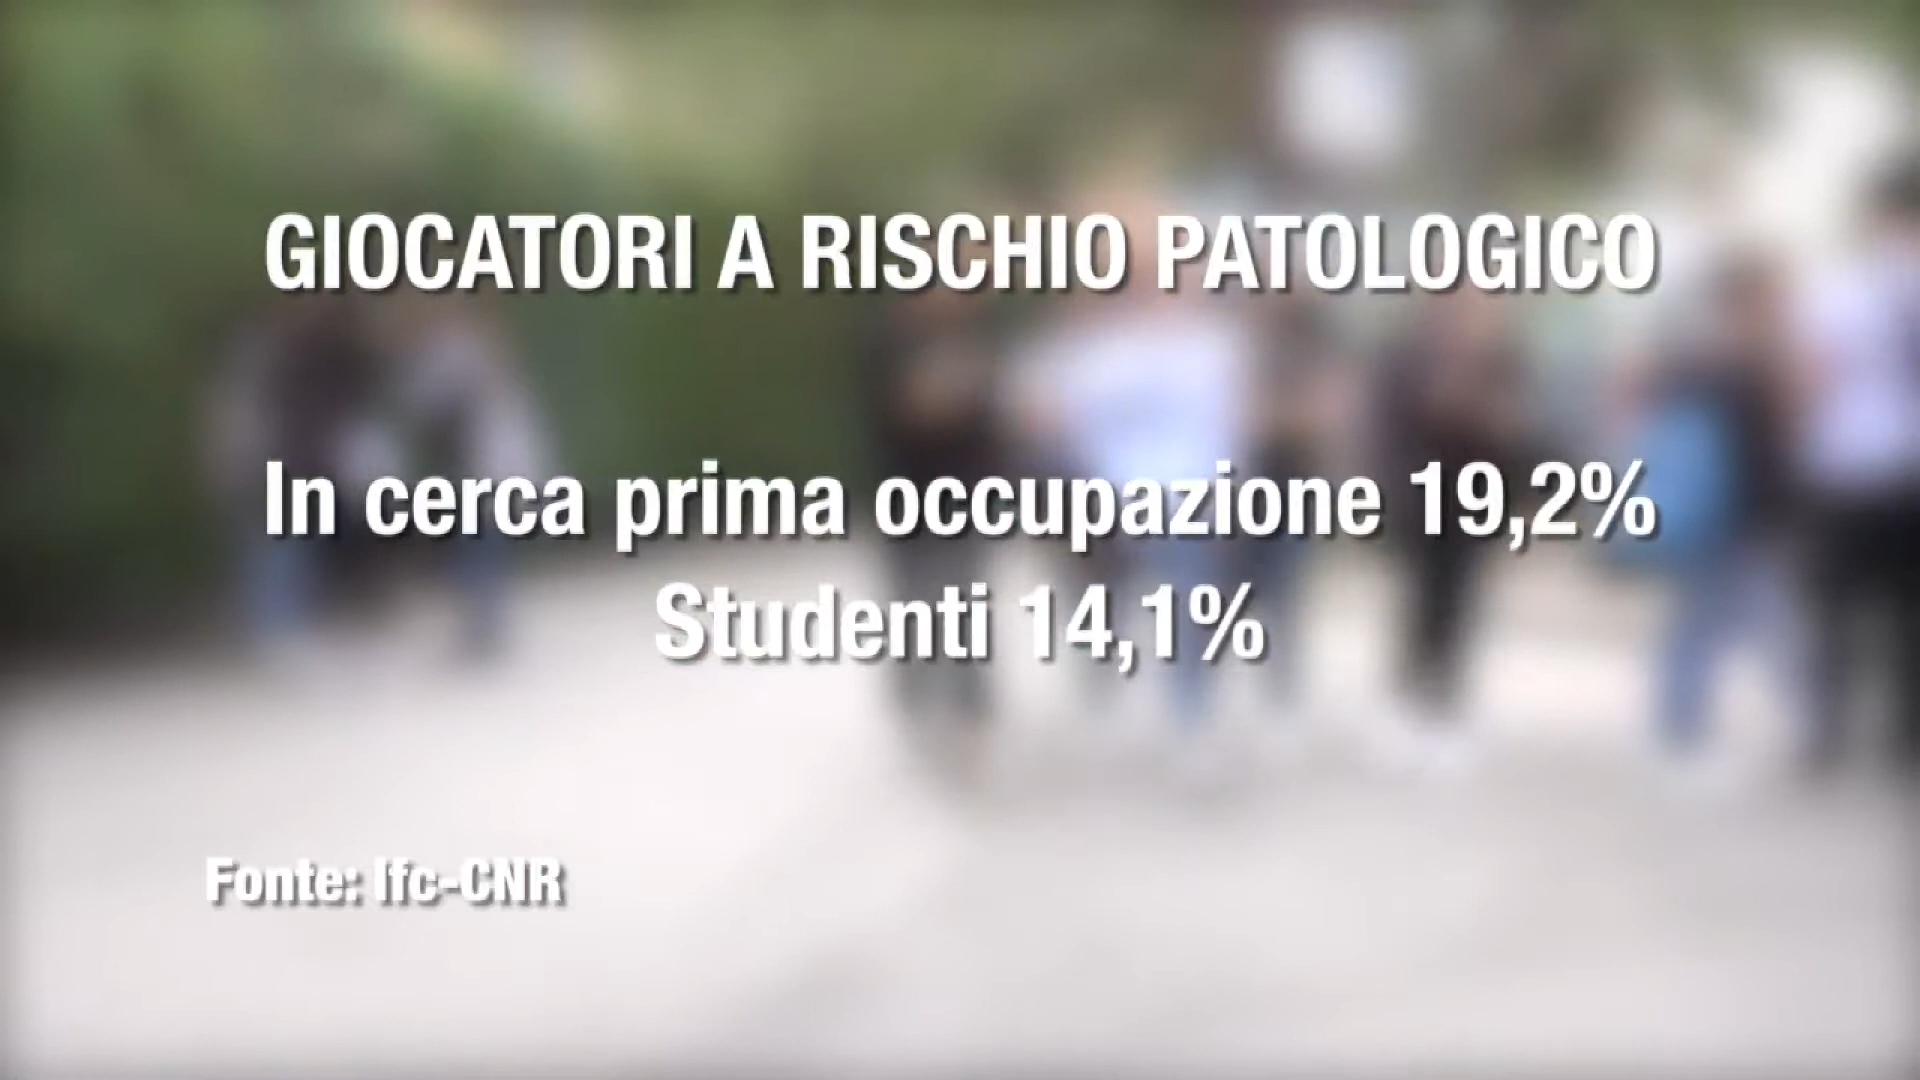 GIOCATORI A RISCHIO PATOLOGICO
In cerca prima occupazione 19,2%
Studenti 14,1%
Fonte: Ifc-CNR